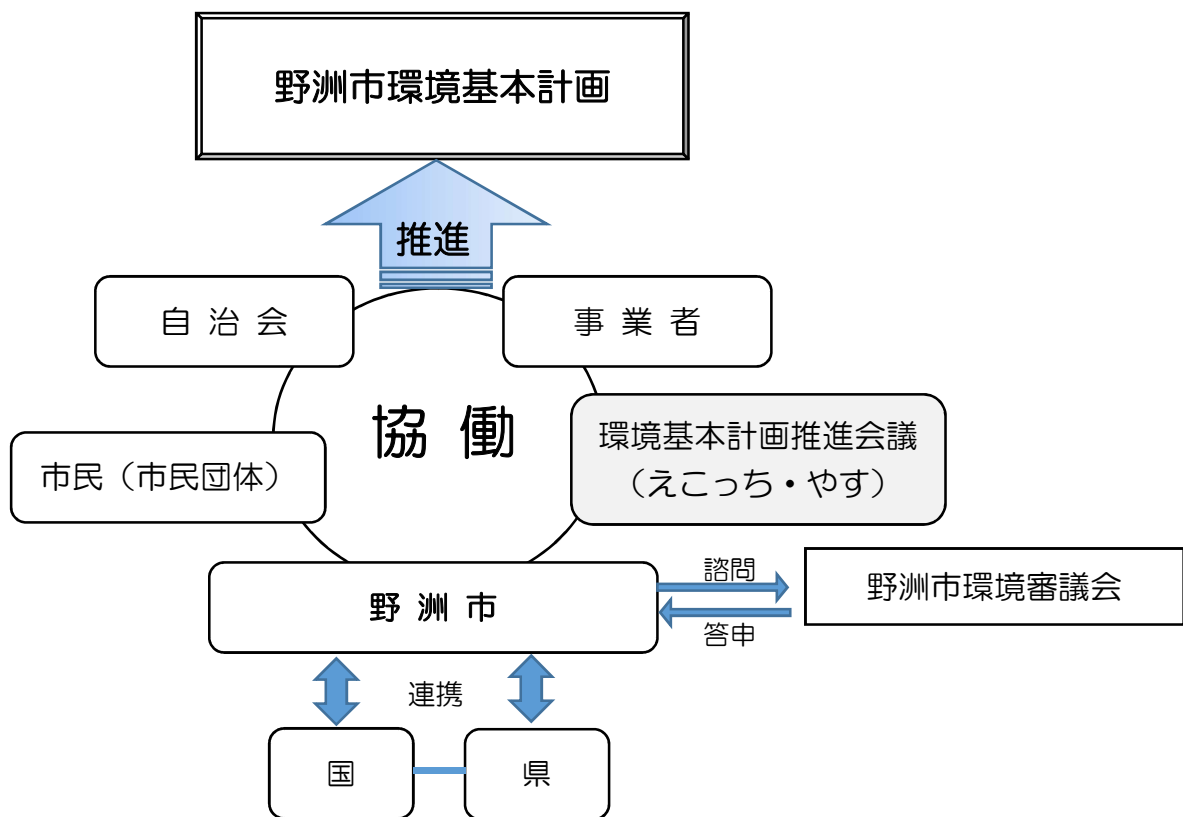 野洲市環境基本計画
推進
自 治 会
事 業 者
協 働
市民（市民団体）
環境基本計画推進会議
（えこっち・やす）
野 洲 市
諮問
答申
野洲市環境審議会
連携
国
県